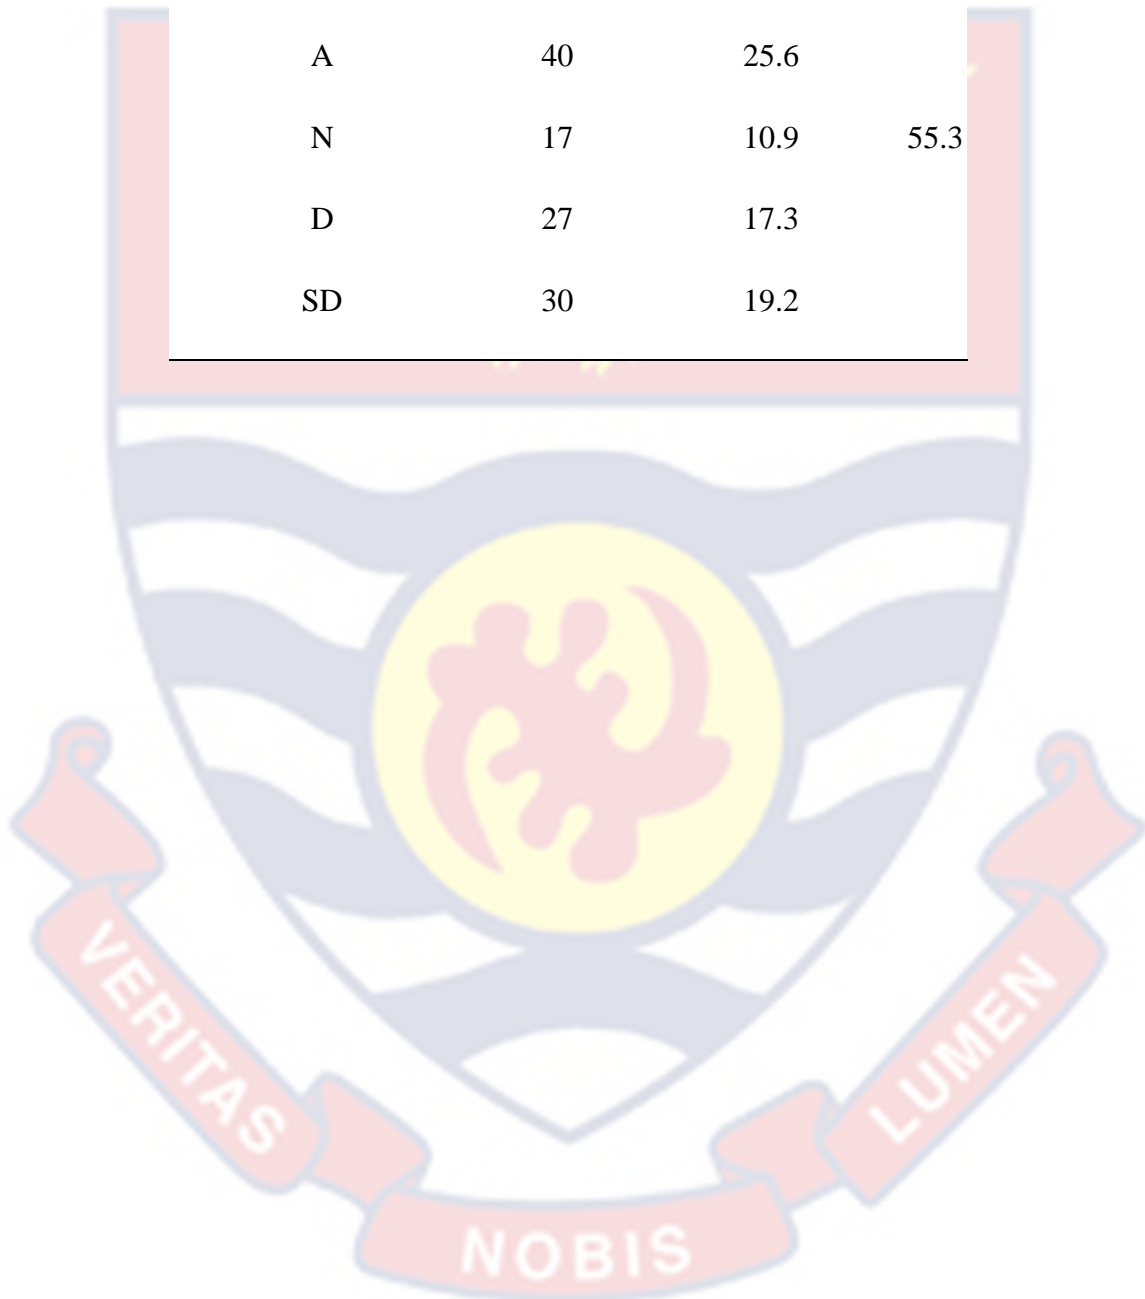 A 40 25.6
N 17 10.9 55.3
D 27 17.3
SD 30 19.2
VERITAS
NOBIS
LUMEN